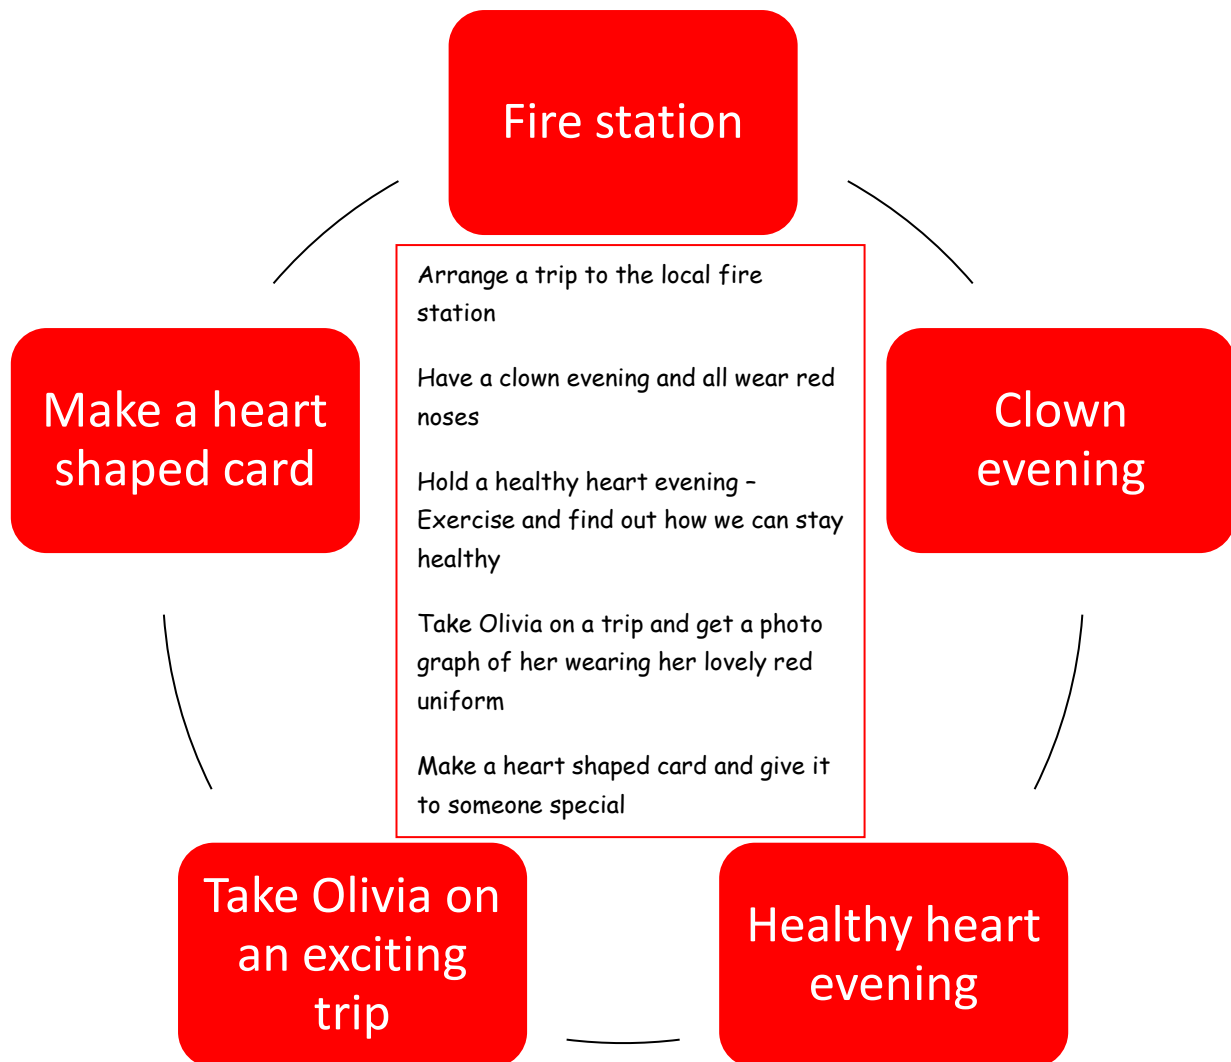 Fire station
Arrange a trip to the local fire
station
Have a clown evening and all wear red
noses
Hold a healthy heart evening –
Exercise and find out how we can stay
healthy
Take Olivia on a trip and get a photo
graph of her wearing her lovely red
uniform
Make a heart shaped card and give it
to someone special
Make a heart
shaped card
Clown
evening
Take Olivia on
an exciting
trip
Healthy heart
evening